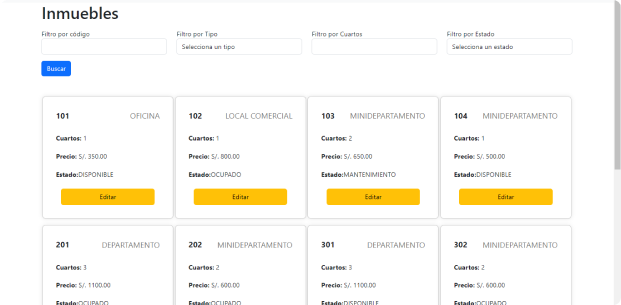 Inmuebles
Filtro por código Filtro por Tipo Filtro por Cuartos Filtro por Estado
Selecciona un tipo Selecciona un estado
Buscar
101 OFICINA 102 LOCAL COMERCIAL 103 MINIDEPARTAMENTO 104 MINIDEPARTAMENTO
Cuartos: 1 Cuartos: 1 Cuartos: 2 Cuartos: 1
Precio: S/. 350.00 Precio: S/. 800.00 Precio: S/. 650.00 Precio: S/. 500.00
Estado:DISPONIBLE Estado:OCUPADO Estado:MANTENIMIENTO Estado:DISPONIBLE
Editar Editar Editar Editar
201 DEPARTAMENTO 202 MINIDEPARTAMENTO 301 DEPARTAMENTO 302 MINIDEPARTAMENTO
Cuartos: 3 Cuartos: 2 Cuartos: 3 Cuartos: 2
Precio: S/. 1100.00 Precio: S/. 600.00 Precio: S/. 1100.00 Precio: S/. 600.00
Estado:OCUPADO Estado:OCUPADO Estado:DISPONIBLE Estado:OCUPADO